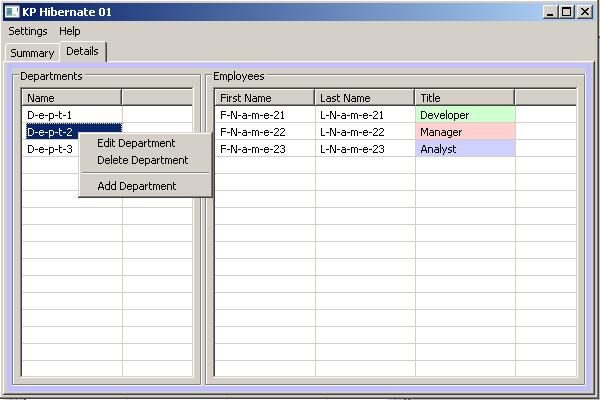 KP Hibernate 01
Settings Help
Summary Details
Departments
Name
D-e-p-t-1
D-e-p-t-2
D-e-p-t-3
Edit Department
Delete Department
Add Department
Employees
First Name Last Name Title
F-N-a-m-e-21 L-N-a-m-e-21 Developer
F-N-a-m-e-22 L-N-a-m-e-22 Manager
F-N-a-m-e-23 L-N-a-m-e-23 Analyst